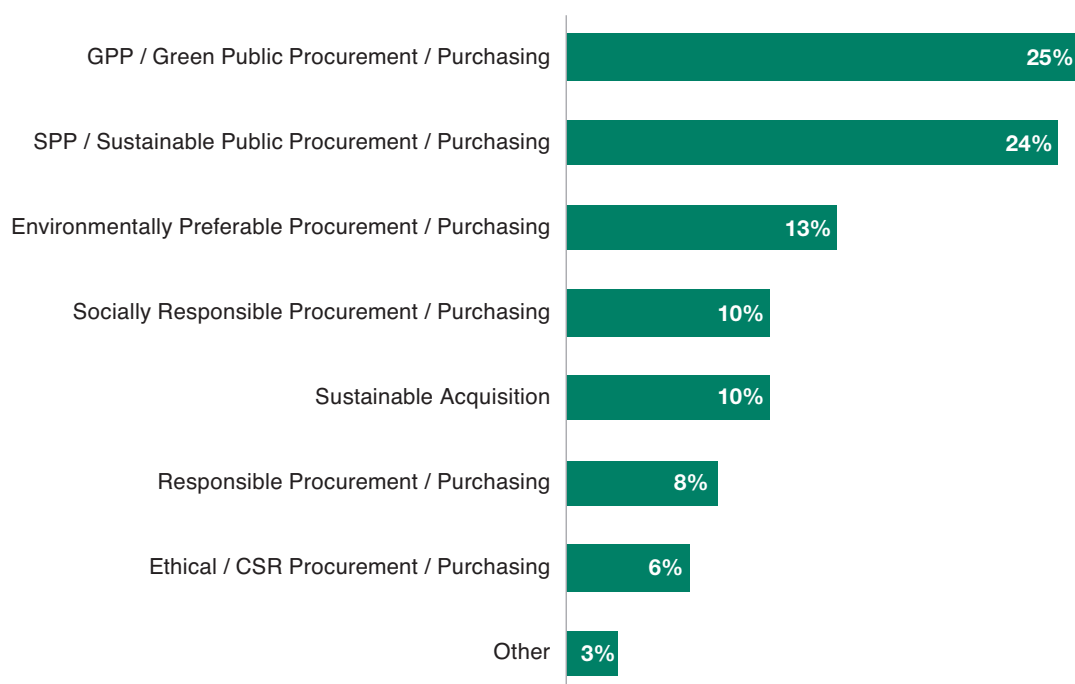 GPP / Green Public Procurement / Purchasing 25%
SPP / Sustainable Public Procurement / Purchasing 24%
Environmentally Preferable Procurement / Purchasing 13%
Socially Responsible Procurement / Purchasing 10%
Sustainable Acquisition 10%
Responsible Procurement / Purchasing 8%
Ethical / CSR Procurement / Purchasing 6%
Other 3%